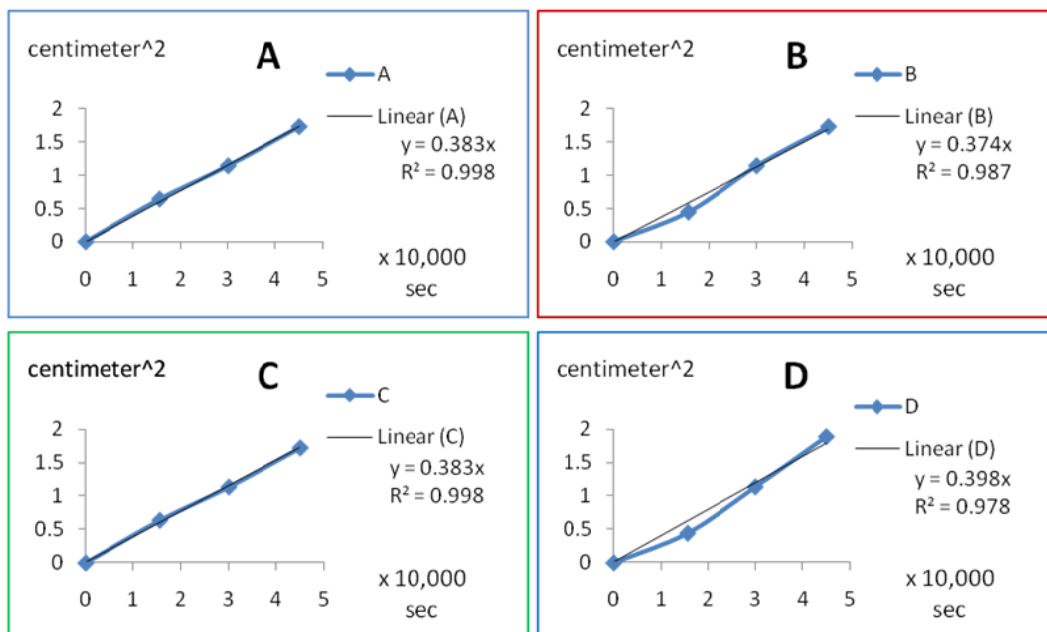 centimeter^2
A
A
Linear (A)
y = 0.383x
R² = 0.998
2
1.5
1
0.5
0
0 1 2 3 4 5
x 10,000
sec
centimeter^2
B
B
Linear (B)
y = 0.374x
R² = 0.987
2
1.5
1
0.5
0
0 1 2 3 4 5
x 10,000
sec
centimeter^2
C
C
Linear (C)
y = 0.383x
R² = 0.998
2
1.5
1
0.5
0
0 1 2 3 4 5
x 10,000
sec
centimeter^2
D
D
Linear (D)
y = 0.398x
R² = 0.978
2
1.5
1
0.5
0
0 1 2 3 4 5
x 10,000
sec